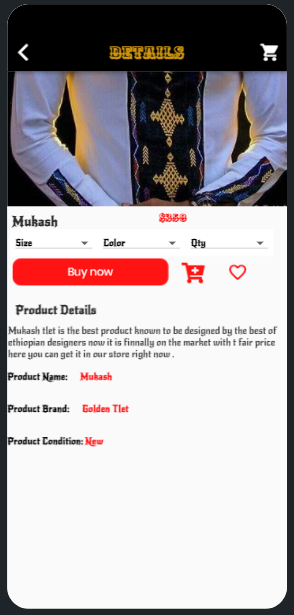 DETAILS
Mukash
$350
Size Color Qty
Buy now
Product Details
Mukash tlet is the best product known to be designed by the best of
ethiopian designers now it is finnally on the market with t fair price
here you can get it in our store right now .
Product Name: Mukash
Product Brand: Golden Tlet
Product Condition: New